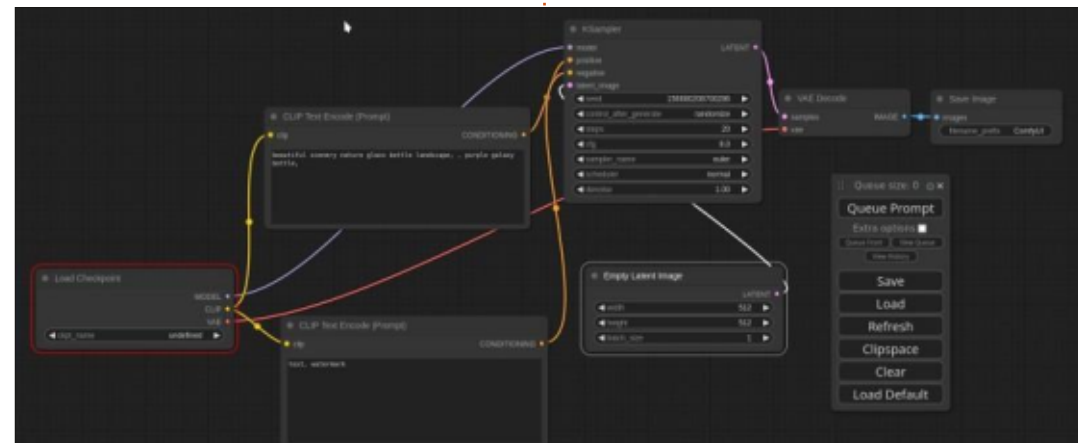 KSampler
model
LATENT
positive
negative
latent_image
seed
control_after_generate randomize
steps 20
cfg 8.0
sampler_name euler
scheduler normal
denoise 1.00
VAE Decode
samples IMAGE
vae
Save Image
images
filename_prefix ComfyUI
CLIP Text Encode (Prompt)
clip CONDITIONING
beautiful scenery nature glass bottle landscape, , purple galaxy
bottle,
Queue size: 0
Queue Prompt
Extra options
Queue Front View Queue
View History
Save
Load
Refresh
Clipspace
Clear
Load Default
Load Checkpoint
MODEL
CLIP
VAE
ckpt_name undefined
Empty Latent Image
LATENT
width 512
height 512
batch_size 1
CLIP Text Encode (Prompt)
clip CONDITIONING
text, watermark